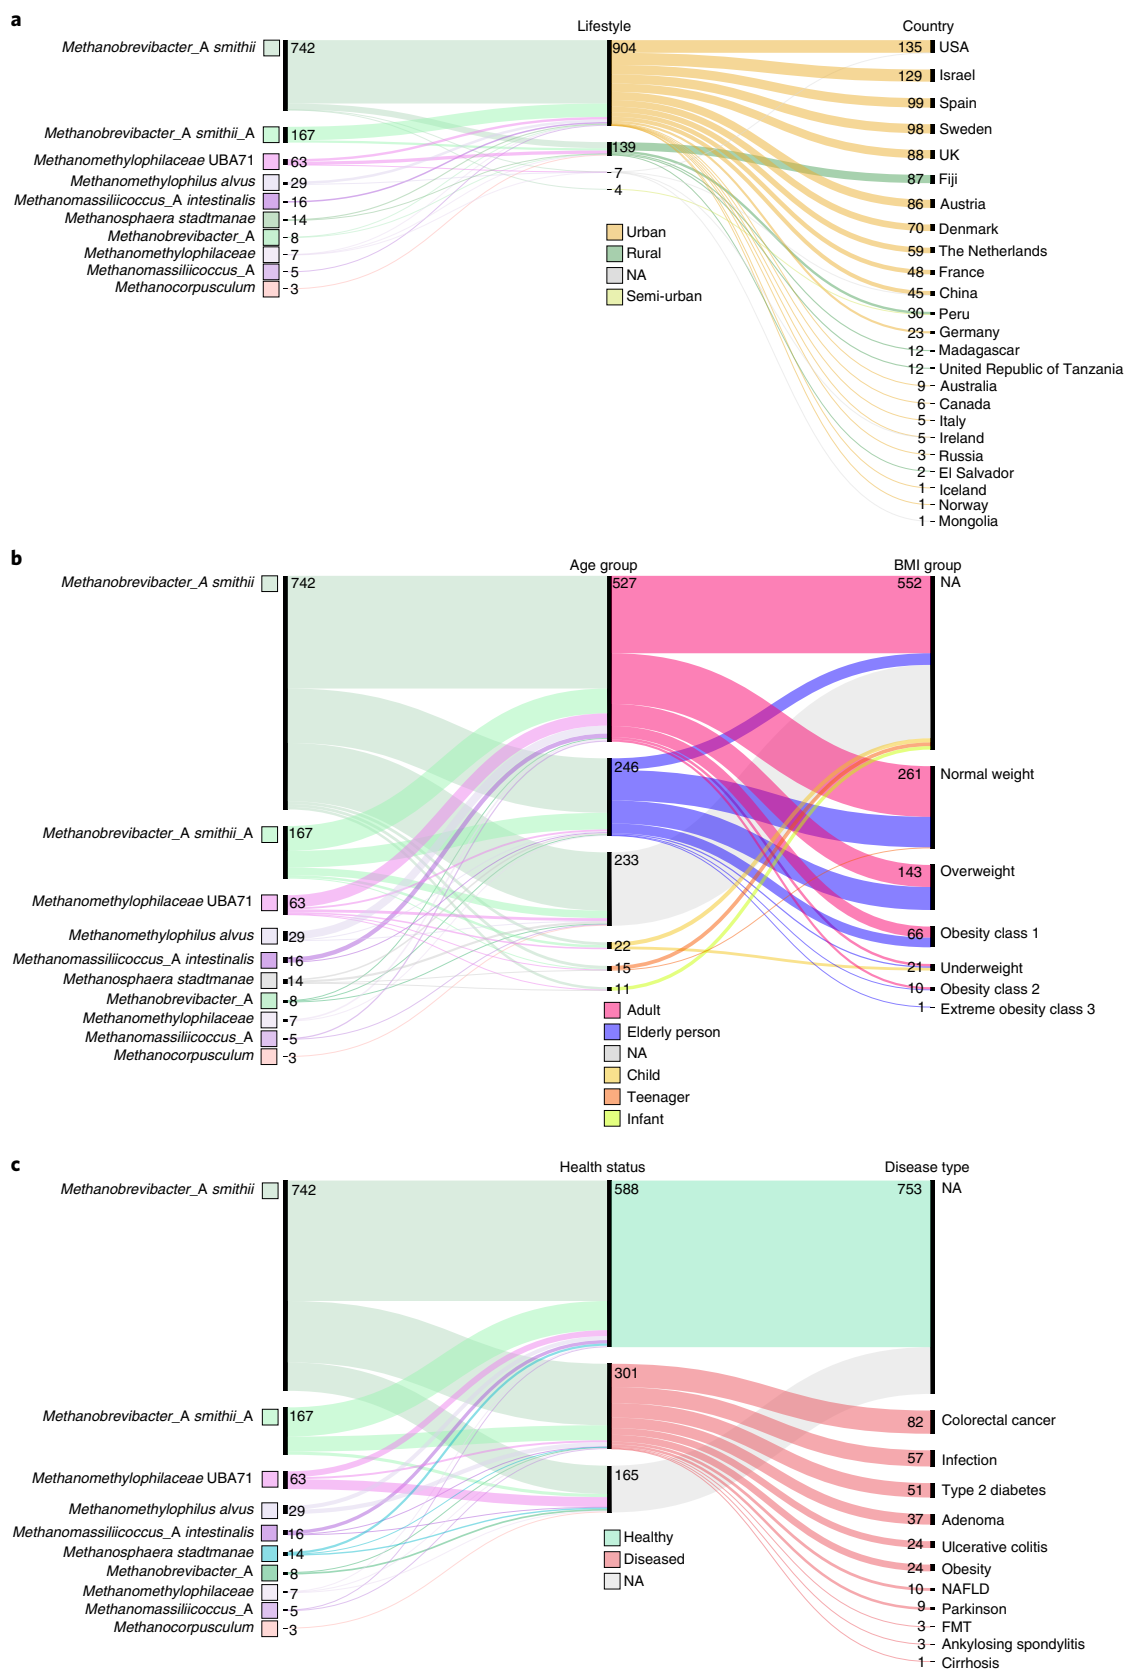 a
Lifestyle
Country
Methanobrevibacter_A smithii 742
Methanobrevibacter_A smithii_A 167
Methanomethylophilaceae UBA71 63
Methanomethylophilus alvus 29
Methanomassiliicoccus_A intestinalis 16
Methanosphaera stadtmanae 14
Methanobrevibacter_A 8
Methanomethylophilaceae 7
Methanomassiliicoccus_A 5
Methanocorpusculum 3
904
139
7
4
Urban
Rural
NA
Semi-urban
135 USA
129 Israel
99 Spain
98 Sweden
88 UK
87 Fiji
86 Austria
70 Denmark
59 The Netherlands
48 France
45 China
30 Peru
23 Germany
12 Madagascar
12 United Republic of Tanzania
9 Australia
6 Canada
5 Italy
5 Ireland
3 Russia
2 El Salvador
1 Iceland
1 Norway
1 Mongolia
b
Age group
BMI group
Methanobrevibacter_A smithii 742
Methanobrevibacter_A smithii_A 167
Methanomethylophilaceae UBA71 63
Methanomethylophilus alvus 29
Methanomassiliicoccus_A intestinalis 16
Methanosphaera stadtmanae 14
Methanobrevibacter_A 8
Methanomethylophilaceae 7
Methanomassiliicoccus_A 5
Methanocorpusculum 3
527
246
233
22
15
11
Adult
Elderly person
NA
Child
Teenager
Infant
552 NA
261 Normal weight
143 Overweight
66 Obesity class 1
21 Underweight
10 Obesity class 2
1 Extreme obesity class 3
c
Health status
Disease type
Methanobrevibacter_A smithii 742
Methanobrevibacter_A smithii_A 167
Methanomethylophilaceae UBA71 63
Methanomethylophilus alvus 29
Methanomassiliicoccus_A intestinalis 16
Methanosphaera stadtmanae 14
Methanobrevibacter_A 8
Methanomethylophilaceae 7
Methanomassiliicoccus_A 5
Methanocorpusculum 3
588
301
165
Healthy
Diseased
NA
753 NA
82 Colorectal cancer
57 Infection
51 Type 2 diabetes
37 Adenoma
24 Ulcerative colitis
24 Obesity
10 NAFLD
9 Parkinson
3 FMT
3 Ankylosing spondylitis
1 Cirrhosis